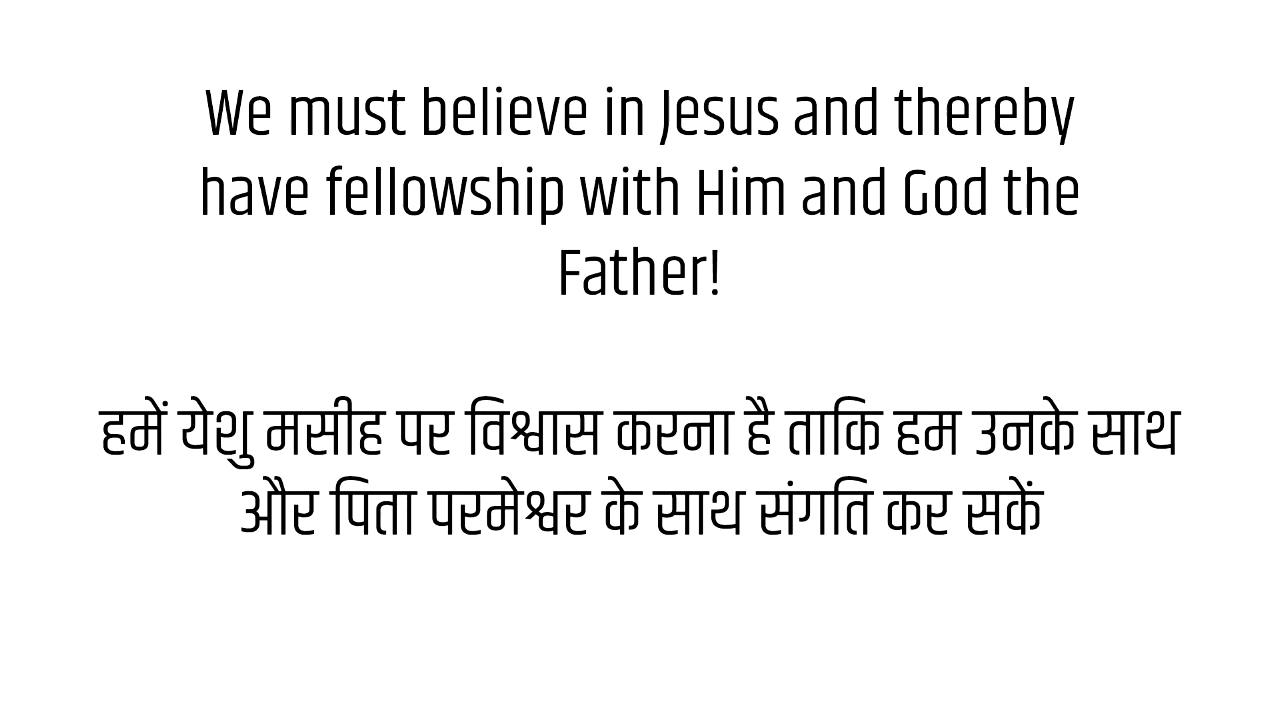 We must believe in Jesus and thereby
have fellowship with Him and God the
Father!
हमें येशु मसीह पर विश्वास करना है ताकि हम उनके साथ
और पिता परमेश्वर के साथ संगति कर सकें